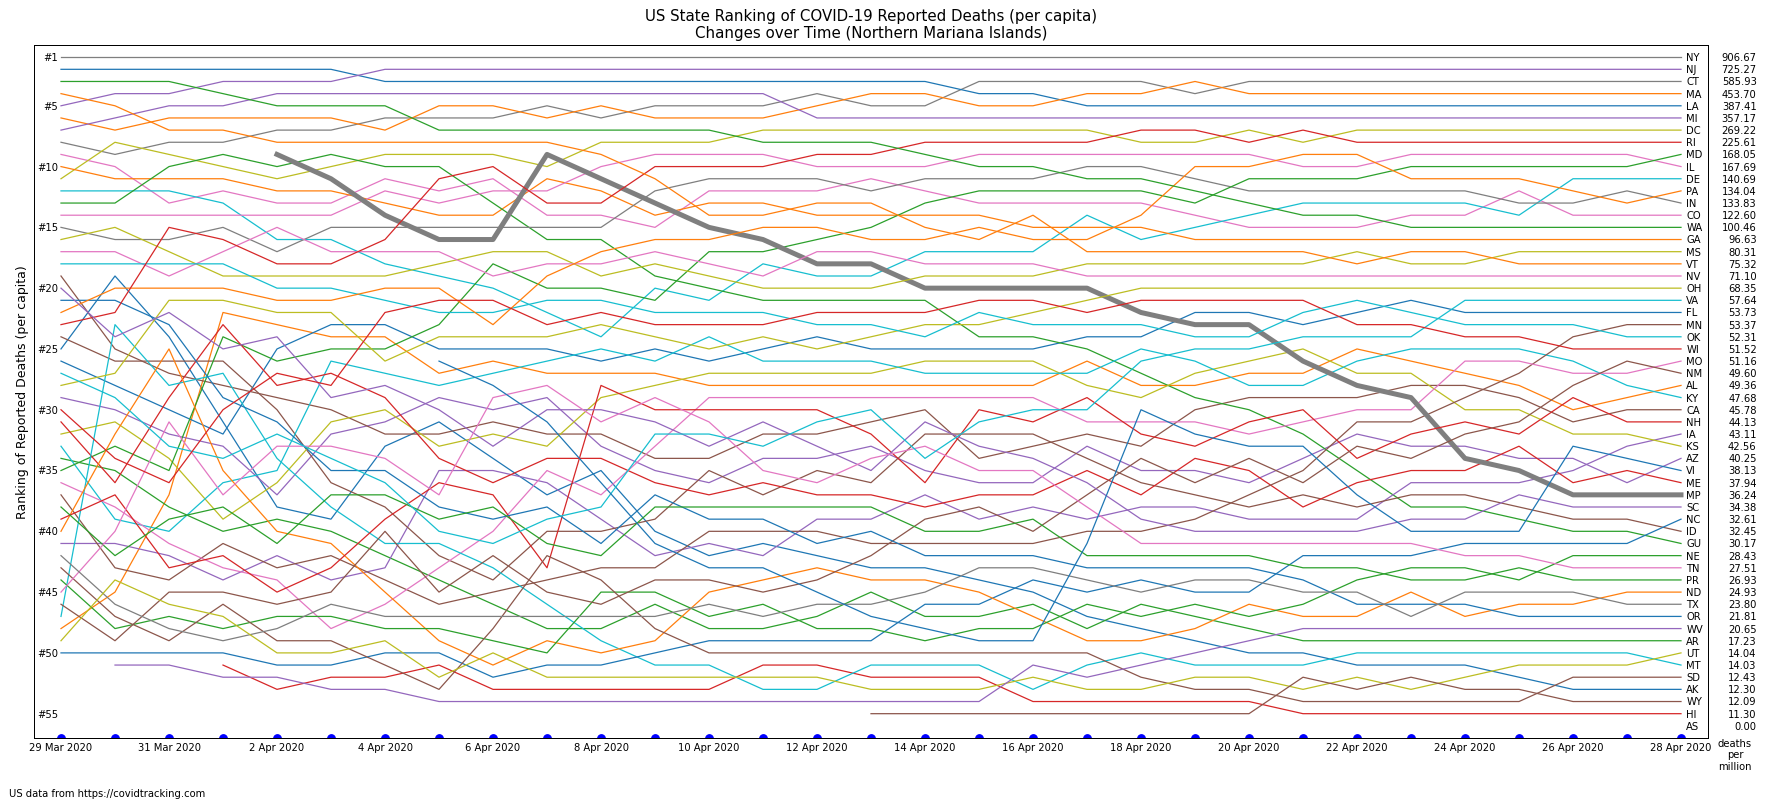 US State Ranking of COVID-19 Reported Deaths (per capita)
Changes over Time (Northern Mariana Islands)
Ranking of Reported Deaths (per capita)
#1
#5
#10
#15
#20
#25
#30
#35
#40
#45
#50
#55
NY 906.67
NJ 725.27
CT 585.93
MA 453.70
LA 387.41
MI 357.17
DC 269.22
RI 225.61
MD 168.05
IL 167.69
DE 140.69
PA 134.04
IN 133.83
CO 122.60
WA 100.46
GA 96.63
MS 80.31
VT 75.32
NV 71.10
OH 68.35
VA 57.64
FL 53.73
MN 53.37
OK 52.31
WI 51.52
MO 51.16
NM 49.60
AL 49.36
KY 47.68
CA 45.78
NH 44.13
IA 43.11
KS 42.56
AZ 40.25
VI 38.13
ME 37.94
MP 36.24
SC 34.38
NC 32.61
ID 32.45
GU 30.17
NE 28.43
TN 27.51
PR 26.93
ND 24.93
TX 23.80
OR 21.81
WV 20.65
AR 17.23
UT 14.04
MT 14.03
SD 12.43
AK 12.30
WY 12.09
HI 11.30
AS 0.00
29 Mar 2020 31 Mar 2020 2 Apr 2020 4 Apr 2020 6 Apr 2020 8 Apr 2020 10 Apr 2020 12 Apr 2020 14 Apr 2020 16 Apr 2020 18 Apr 2020 20 Apr 2020 22 Apr 2020 24 Apr 2020 26 Apr 2020 28 Apr 2020
deaths
per
million
US data from https://covidtracking.com